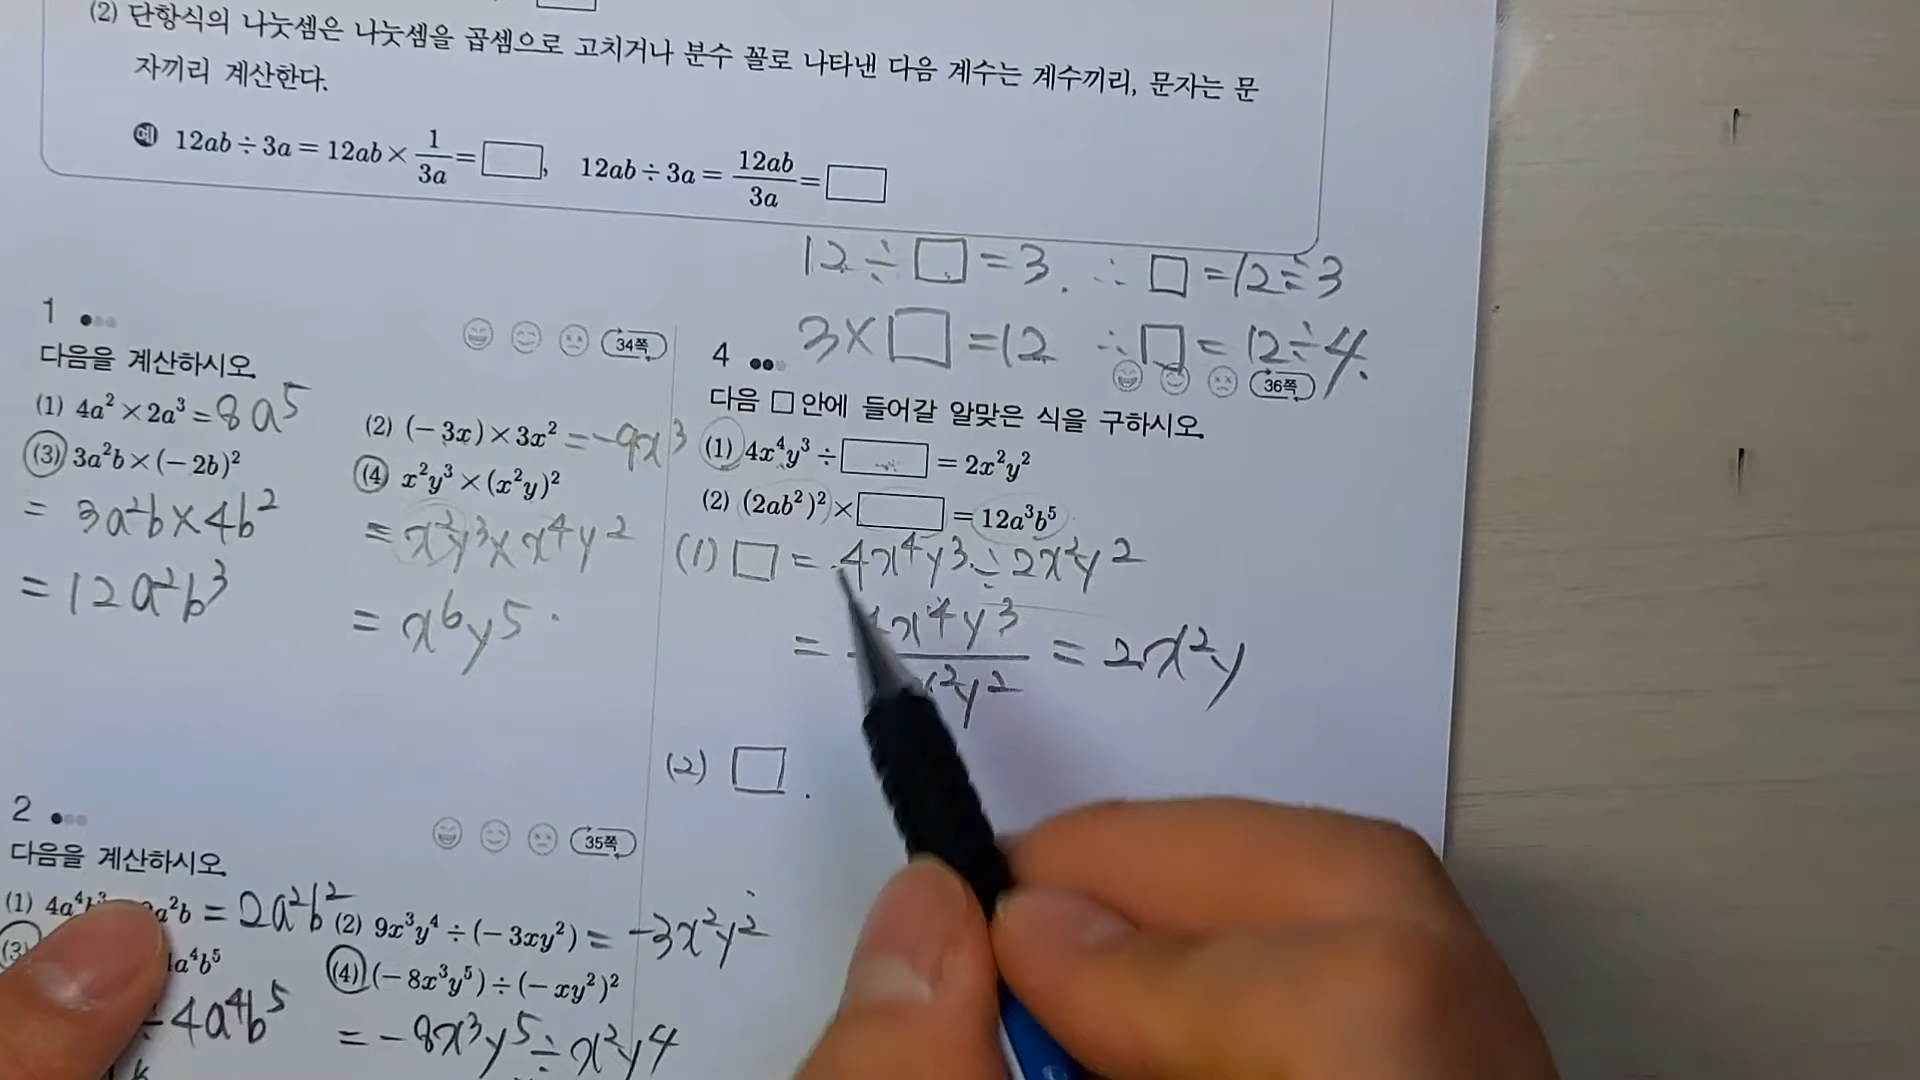 (2) 단항식의 나눗셈은 나눗셈을 곱셈으로 고치거나 분수 꼴로 나타낸 다음 계수는 계수끼리, 문자는 문
자끼리 계산한다.
예 12ab÷3a=12ab×1/3a=□, 12ab÷3a=12ab/3a=□
12÷□=3. ∴□=12÷3
3×□=12 ∴□=12÷4.
1
34쪽
다음을 계산하시오.
(1) 4a²×2a³=8a⁵
(2) (-3x)×3x²=-9x³
(3) 3a²b×(-2b)²
=3a²b×4b²
=12a²b³
(4) x²y³×(x²y)²
=x²y³×x⁴y²
=x⁶y⁵.
2
35쪽
다음을 계산하시오.
(1) 4a⁴b³ a²b=2a²b²
(2) 9x³y⁴÷(-3xy²)=-3x²y²
(3) a⁴b⁵
÷4a⁴b⁵
(4) (-8x³y⁵)÷(-xy²)²
=-8x³y⁵÷x²y⁴
4
36쪽
다음 □안에 들어갈 알맞은 식을 구하시오.
(1) 4x⁴y³÷□=2x²y²
(2) (2ab²)²×□=12a³b⁵
(1) □=4x⁴y³÷2x²y²
=4x⁴y³/x²y²=2x²y
(2) □.